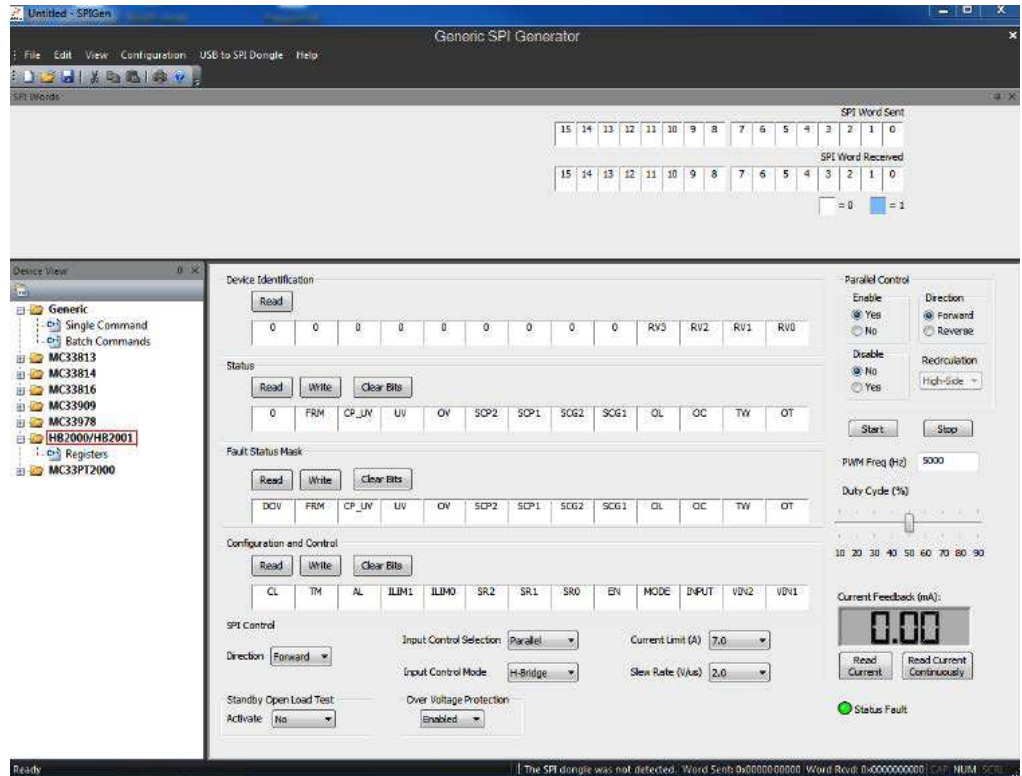 Untitled - SPIGen
Generic SPI Generator
File Edit View Configuration USB to SPI Dongle Help
SPI Words
SPI Word Sent
15 14 13 12 11 10 9 8 7 6 5 4 3 2 1 0
SPI Word Received
15 14 13 12 11 10 9 8 7 6 5 4 3 2 1 0
= 0 = 1
Device View
Generic
Single Command
Batch Commands
MC33813
MC33814
MC33816
MC33909
MC33978
HB2000/HB2001
Registers
MC33PT2000
Device Identification
Read
0 0 0 0 0 0 0 0 0 RV3 RV2 RV1 RV0
Status
Read Write Clear Bits
0 FRM CP_UV UV OV SCP2 SCP1 SCG2 SCG1 OL OC TW OT
Fault Status Mask
Read Write Clear Bits
DOV FRM CP_UV UV OV SCP2 SCP1 SCG2 SCG1 OL OC TW OT
Configuration and Control
Read Write Clear Bits
CL TM AL ILIM1 ILIM0 SR2 SR1 SR0 EN MODE INPUT VIN2 VIN1
SPI Control
Direction Forward
Input Control Selection Parallel
Current Limit (A) 7.0
Input Control Mode H-Bridge
Slew Rate (V/us) 2.0
Standby Open Load Test
Activate No
Over Voltage Protection
Enabled
Parallel Control
Enable
Yes
No
Direction
Forward
Reverse
Disable
No
Yes
Recirculation
High-Side
Start Stop
PWM Freq (Hz) 5000
Duty Cycle (%)
10 20 30 40 50 60 70 80 90
Current Feedback (mA):
0.00
Read Current
Read Current Continuously
Status Fault
Ready
The SPI dongle was not detected. Word Sent: 0x0000000000 Word Rcvd: 0x0000000000 CAP NUM SCRL